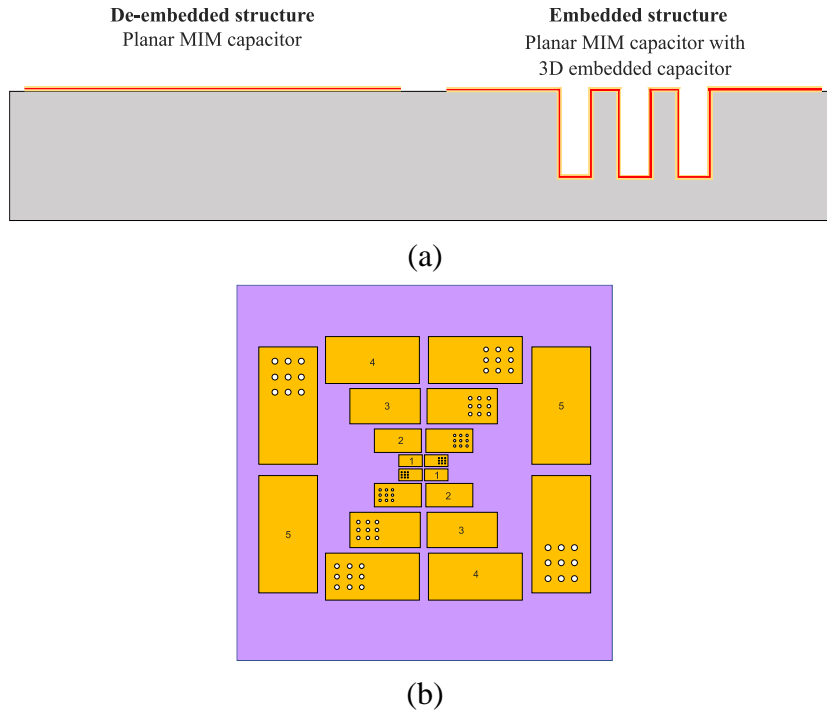 De-embedded structure
Planar MIM capacitor
Embedded structure
Planar MIM capacitor with
3D embedded capacitor
(a)
4
3
5
2
1
1
2
5
3
4
(b)